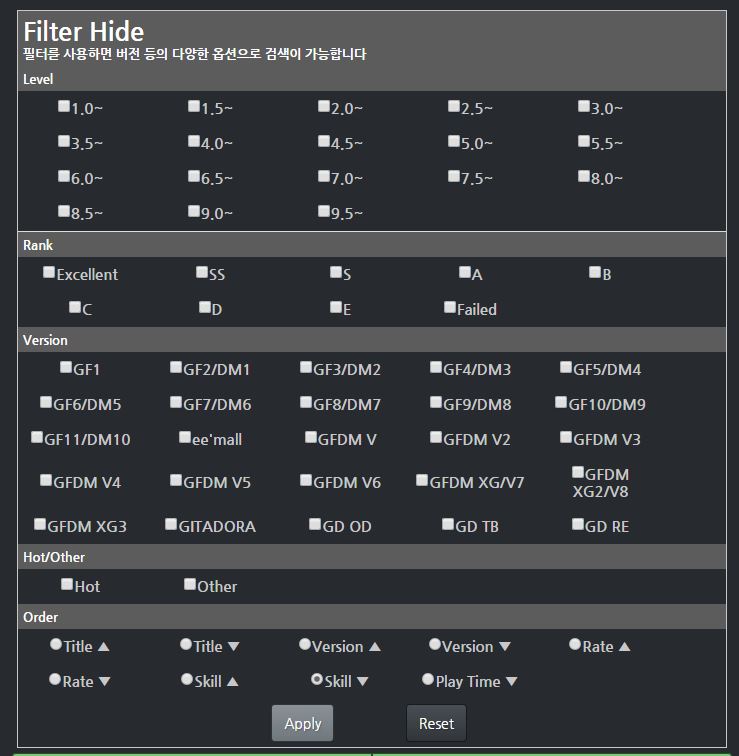 Filter Hide
필터를 사용하면 버전 등의 다양한 옵션으로 검색이 가능합니다
Level
1.0~ 1.5~ 2.0~ 2.5~ 3.0~
3.5~ 4.0~ 4.5~ 5.0~ 5.5~
6.0~ 6.5~ 7.0~ 7.5~ 8.0~
8.5~ 9.0~ 9.5~
Rank
Excellent SS S A B
C D E Failed
Version
GF1 GF2/DM1 GF3/DM2 GF4/DM3 GF5/DM4
GF6/DM5 GF7/DM6 GF8/DM7 GF9/DM8 GF10/DM9
GF11/DM10 ee'mall GFDM V GFDM V2 GFDM V3
GFDM V4 GFDM V5 GFDM V6 GFDM XG/V7 GFDM
XG2/V8
GFDM XG3 GITADORA GD OD GD TB GD RE
Hot/Other
Hot Other
Order
Title ▲ Title ▼ Version ▲ Version ▼ Rate ▲
Rate ▼ Skill ▲ Skill ▼ Play Time ▼
Apply Reset